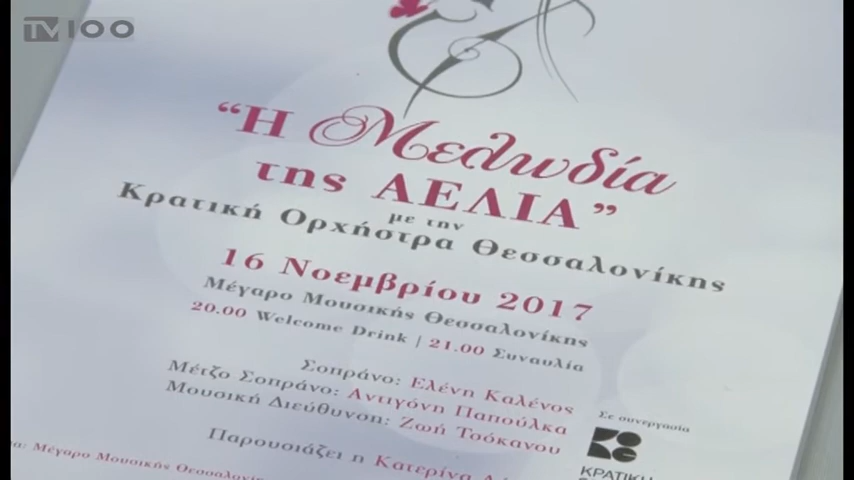 TV100
“Η Μελωδία
της ΑΕΛΙΑ”
με την
Κρατική Ορχήστρα Θεσσαλονίκης
16 Νοεμβρίου 2017
Μέγαρο Μουσικής Θεσσαλονίκης
20.00 Welcome Drink | 21.00 Συναυλία
Σοπράνο: Ελένη Καλένος
Μέτζο Σοπράνο: Αντιγόνη Παπούλκα
Μουσική Διεύθυνση: Ζωή Τσόκανου
Παρουσιάζει η Κατερίνα
Σε συνεργασία
ΚΡΑΤΙΚΗ
Μέγαρο Μουσικής